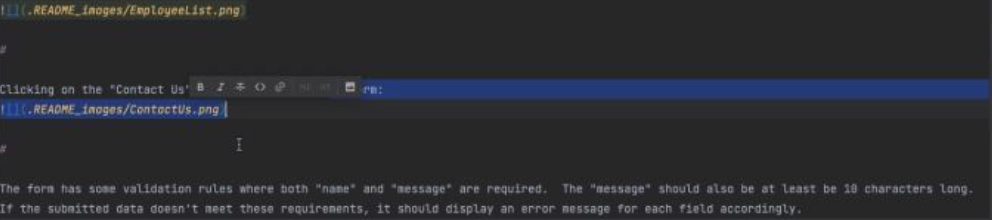 ![](.README_images/EmployeeList.png)
#
Clicking on the "Contact Us" rm:
![](.README_images/ContactUs.png)
#
The form has some validation rules where both "name" and "message" are required. The "message" should also be at least be 10 characters long.
If the submitted data doesn't meet these requirements, it should display an error message for each field accordingly.